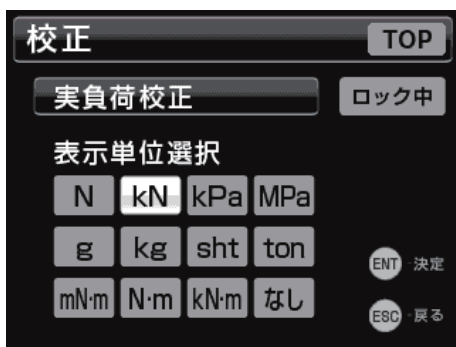 校正 TOP
実負荷校正 ロック中
表示単位選択
N kN kPa MPa
g kg sht ton
ENT -決定
mN·m N·m kN·m なし
ESC -戻る